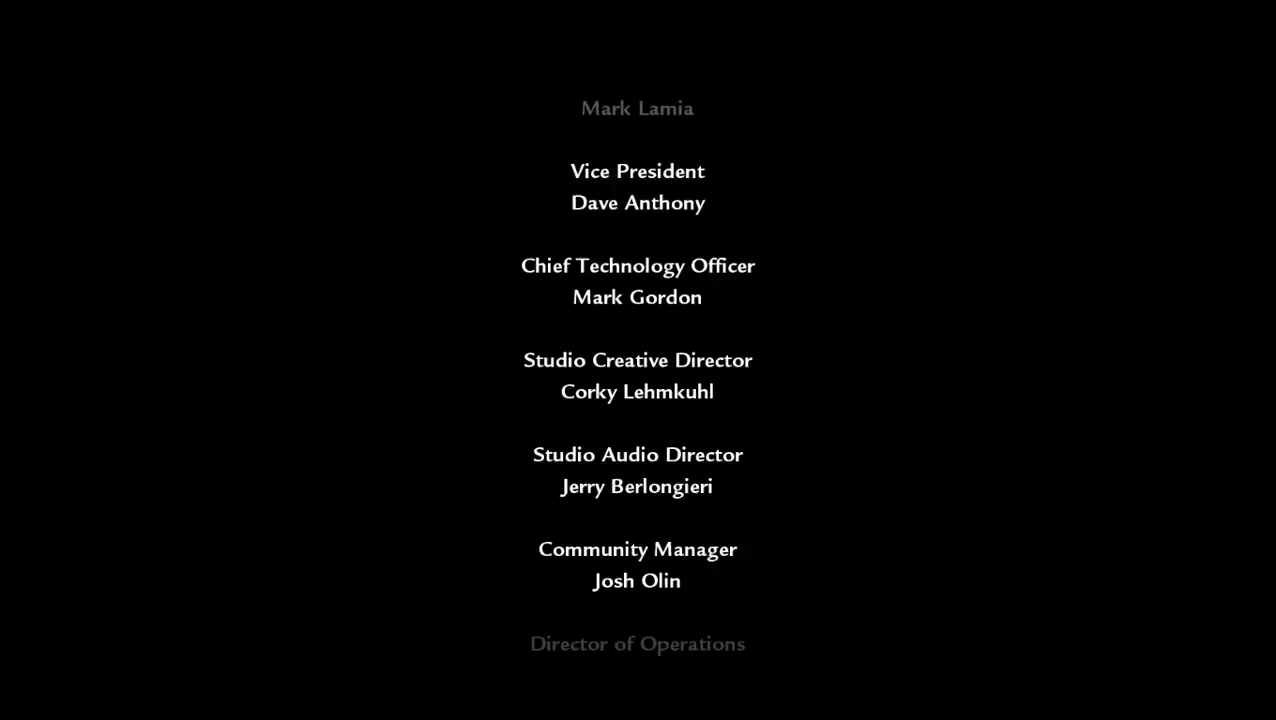 Mark Lamia
Vice President
Dave Anthony
Chief Technology Officer
Mark Gordon
Studio Creative Director
Corky Lehmkuhl
Studio Audio Director
Jerry Berlongieri
Community Manager
Josh Olin
Director of Operations